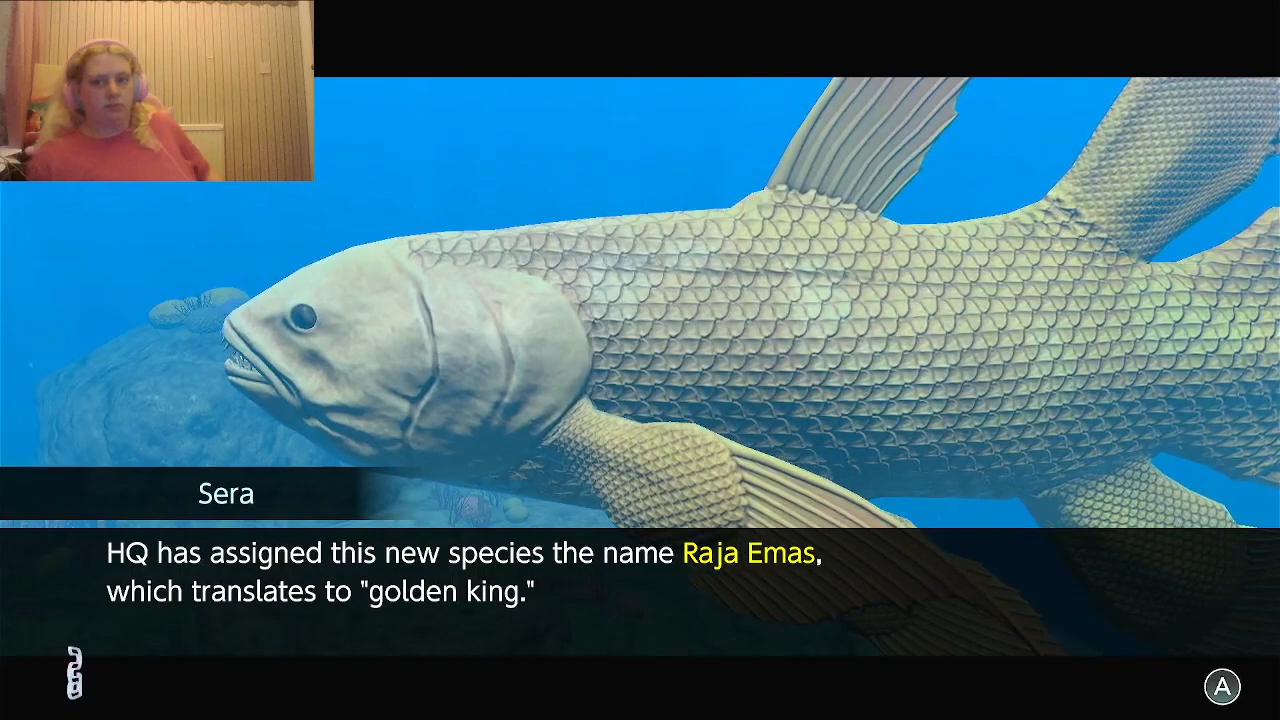 Sera
HQ has assigned this new species the name Raja Emas,
which translates to "golden king."
A